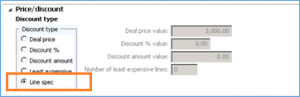 Price/discount
Discount type
Discount type
Deal price
Discount %
Discount amount
Least expensive
Line spec
Deal price value: 3,000.00
Discount % value: 0.00
Discount amount value: 0.00
Number of least expensive lines: 0